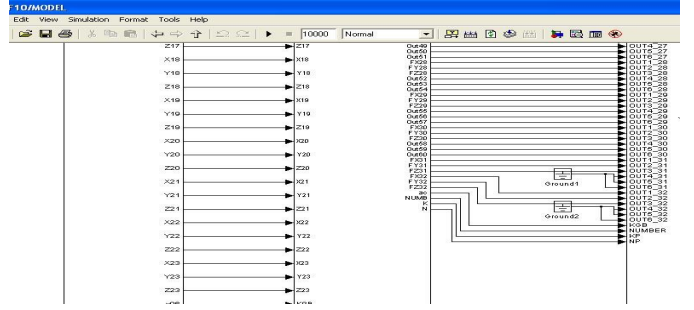 F10/MODEL
Edit View Simulation Format Tools Help
10000 Normal
Z17
X18
Y18
Z18
X19
Y19
Z19
X20
Y20
Z20
X21
Y21
Z21
X22
Y22
Z22
X23
Y23
Z23
Z17
X18
Y18
Z18
X19
Y19
Z19
X20
Y20
Z20
X21
Y21
Z21
X22
Y22
Z22
X23
Y23
Z23
KGB
Out49
Out50
Out51
FX28
FY28
FZ28
Out52
Out53
Out54
FX29
FY29
FZ29
Out55
Out56
Out57
FX30
FY30
FZ30
Out58
Out59
Out60
FX31
FY31
FZ31
FX32
FY32
FZ32
ac
NUMB
K
N
Ground1
Ground2
OUT4_27
OUT5_27
OUT6_27
OUT1_28
OUT2_28
OUT3_28
OUT4_28
OUT5_28
OUT6_28
OUT1_29
OUT2_29
OUT3_29
OUT4_29
OUT5_29
OUT6_29
OUT1_30
OUT2_30
OUT3_30
OUT4_30
OUT5_30
OUT6_30
OUT1_31
OUT2_31
OUT3_31
OUT4_31
OUT5_31
OUT6_31
OUT1_32
OUT2_32
OUT3_32
OUT4_32
OUT5_32
OUT6_32
KGB
NUMBER
KP
NP